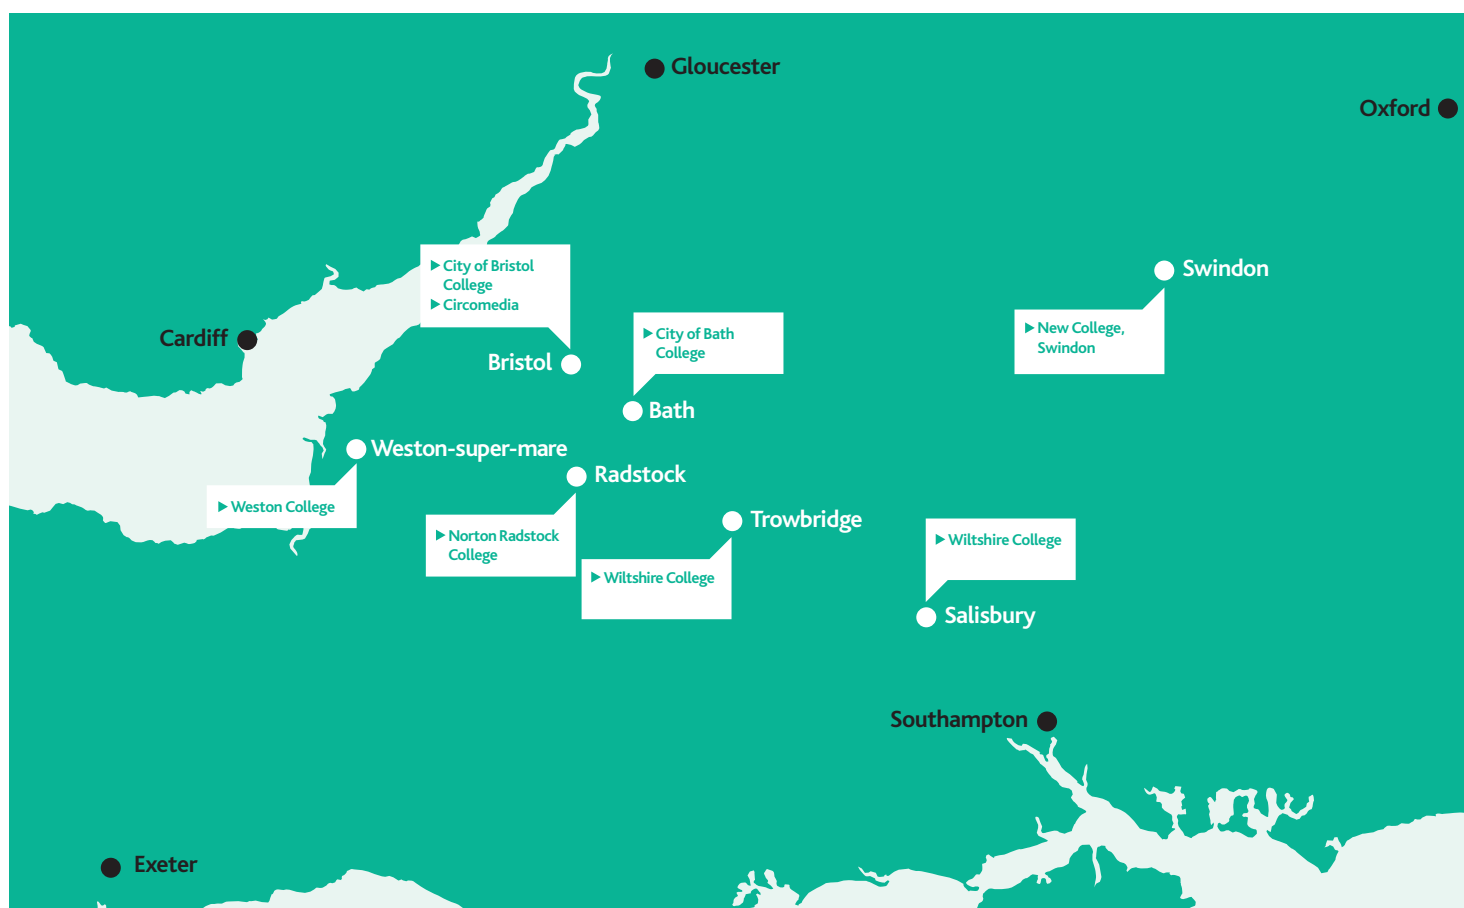 Gloucester
Oxford
▶ City of Bristol
College
▶ Circomedia
Swindon
▶ New College,
Swindon
Cardiff
▶ City of Bath
College
Bristol
Bath
Weston-super-mare
▶ Weston College
Radstock
▶ Norton Radstock
College
Trowbridge
▶ Wiltshire College
▶ Wiltshire College
Salisbury
Southampton
Exeter